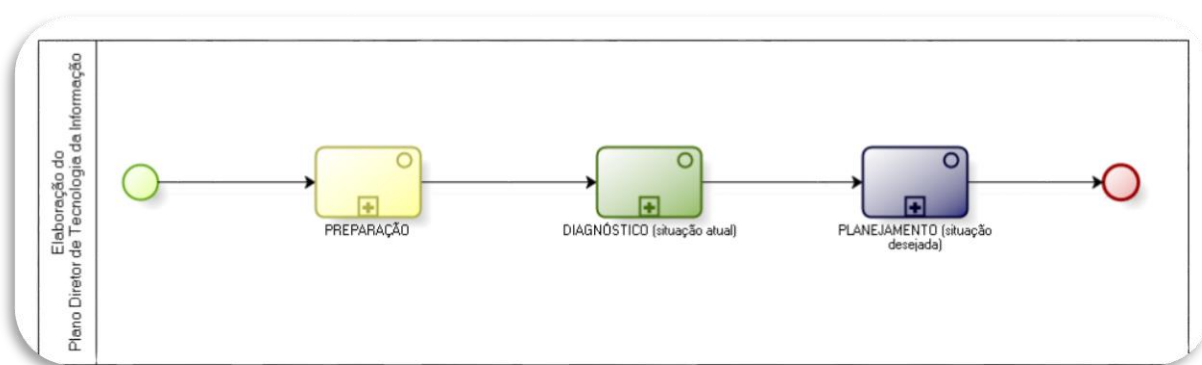 Elaboração do
Plano Diretor de Tecnologia da Informação
PREPARAÇÃO
DIAGNÓSTICO (situação atual)
PLANEJAMENTO (situação
desejada)